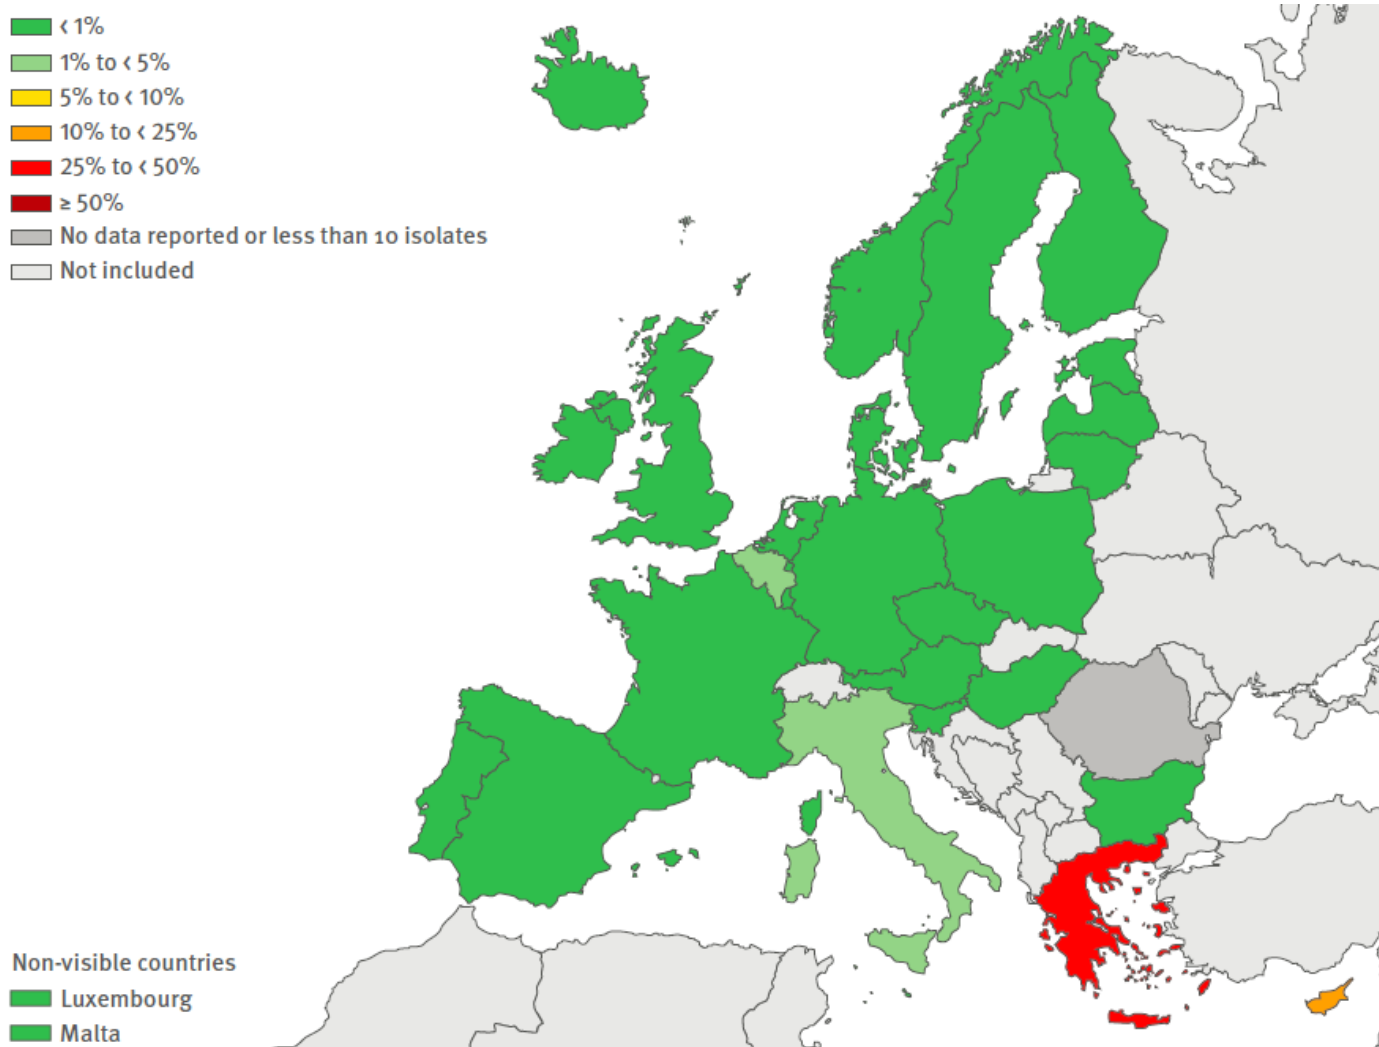 < 1%
1% to < 5%
5% to < 10%
10% to < 25%
25% to < 50%
≥ 50%
No data reported or less than 10 isolates
Not included
Non-visible countries
Luxembourg
Malta